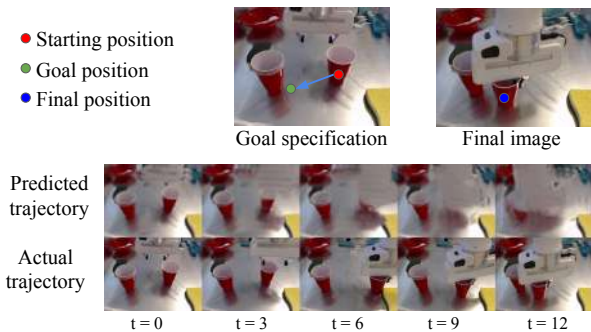 Starting position
Goal position
Final position
Goal specification
Final image
Predicted
trajectory
Actual
trajectory
t = 0
t = 3
t = 6
t = 9
t = 12